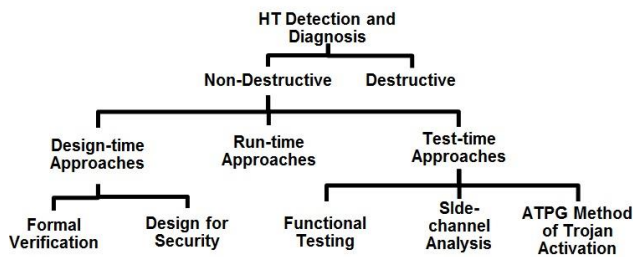 HT Detection and
Diagnosis
Non-Destructive
Destructive
Design-time
Approaches
Run-time
Approaches
Test-time
Approaches
Formal
Verification
Design for
Security
Functional
Testing
SIde-
channel
Analysis
ATPG Method
of Trojan
Activation